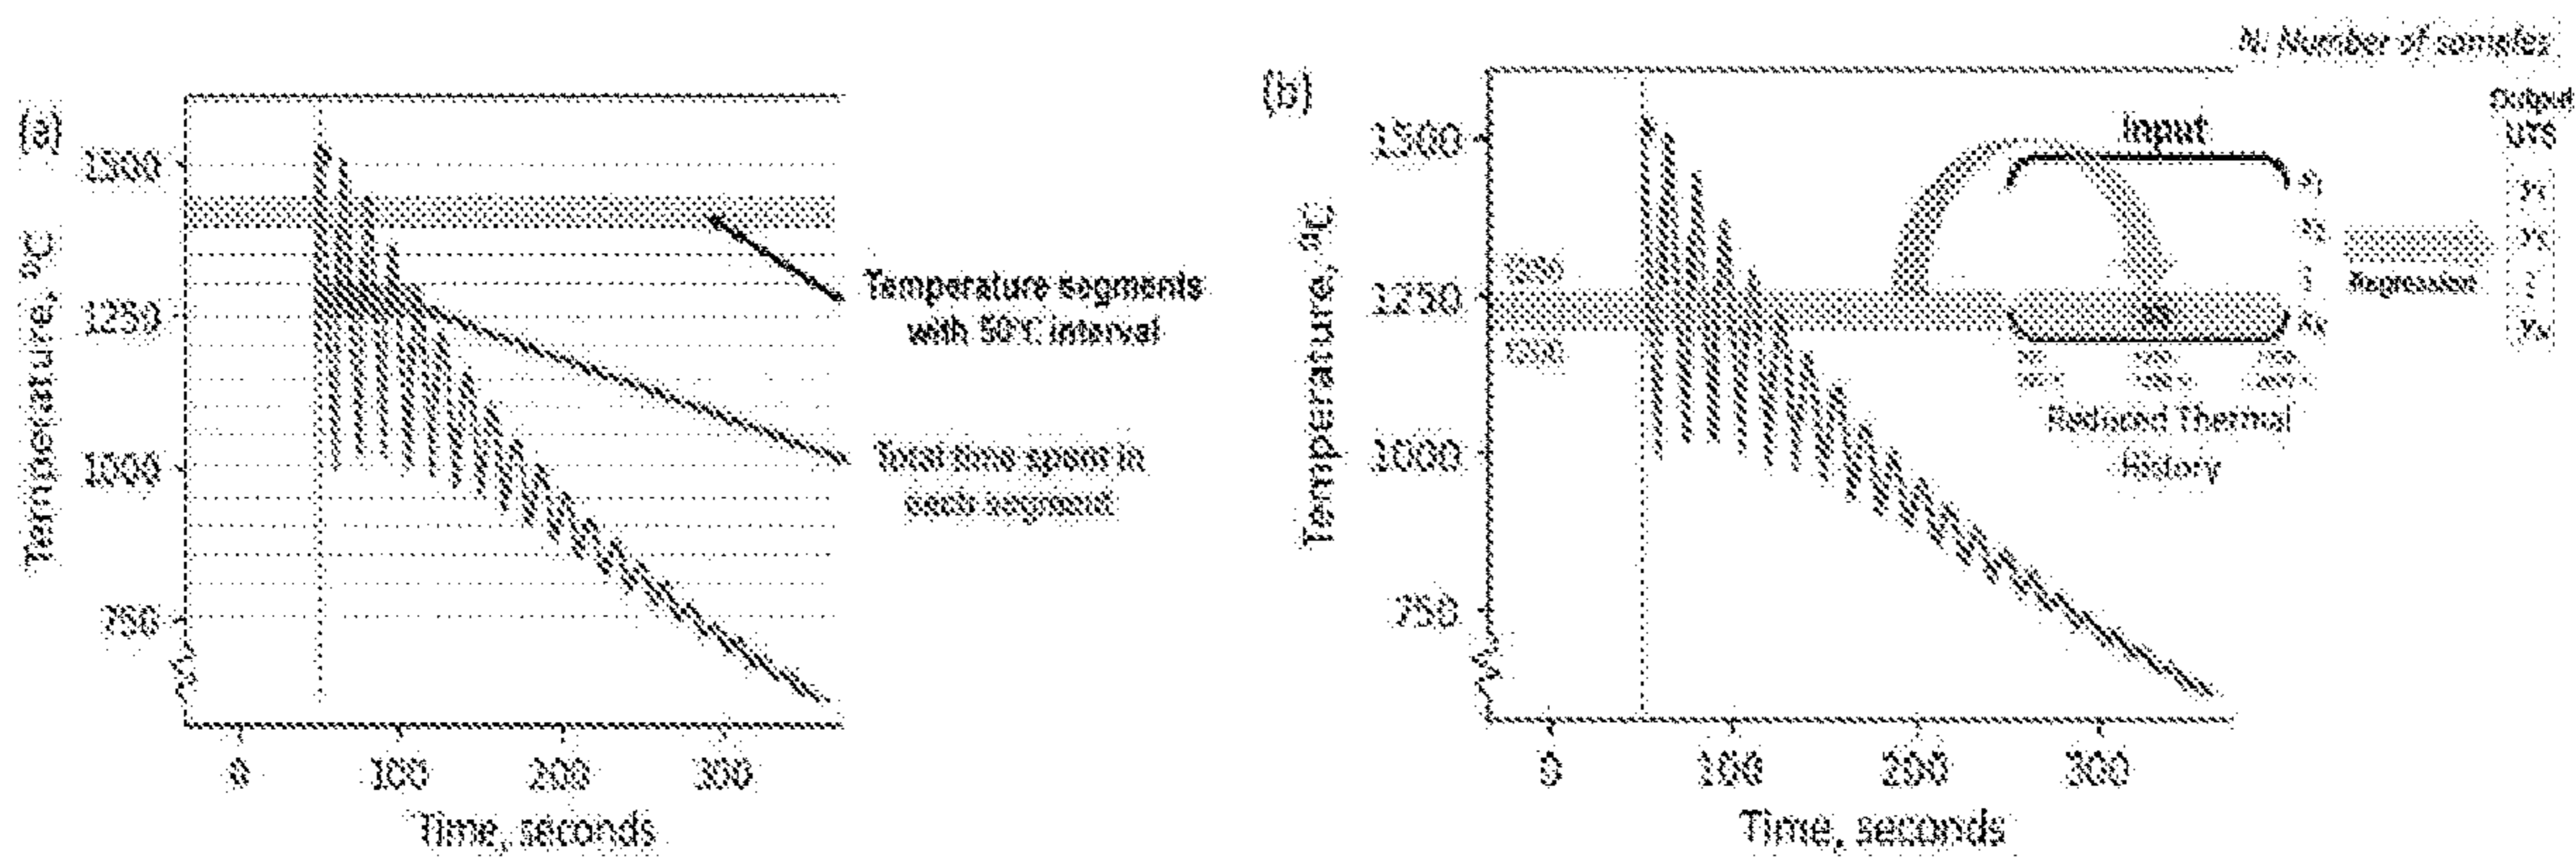 (a)
Temperature, ºC
1500
1250
1000
750
0
100
200
300
Time, seconds
Temperature segments
with 50°C interval
Total time spent in
each segment
(b)
Temperature, ºC
1500
1250
1000
750
0
100
200
300
Time, seconds
N: Number of samples
Input
Reduced Thermal
History
Regression
Output
UTS